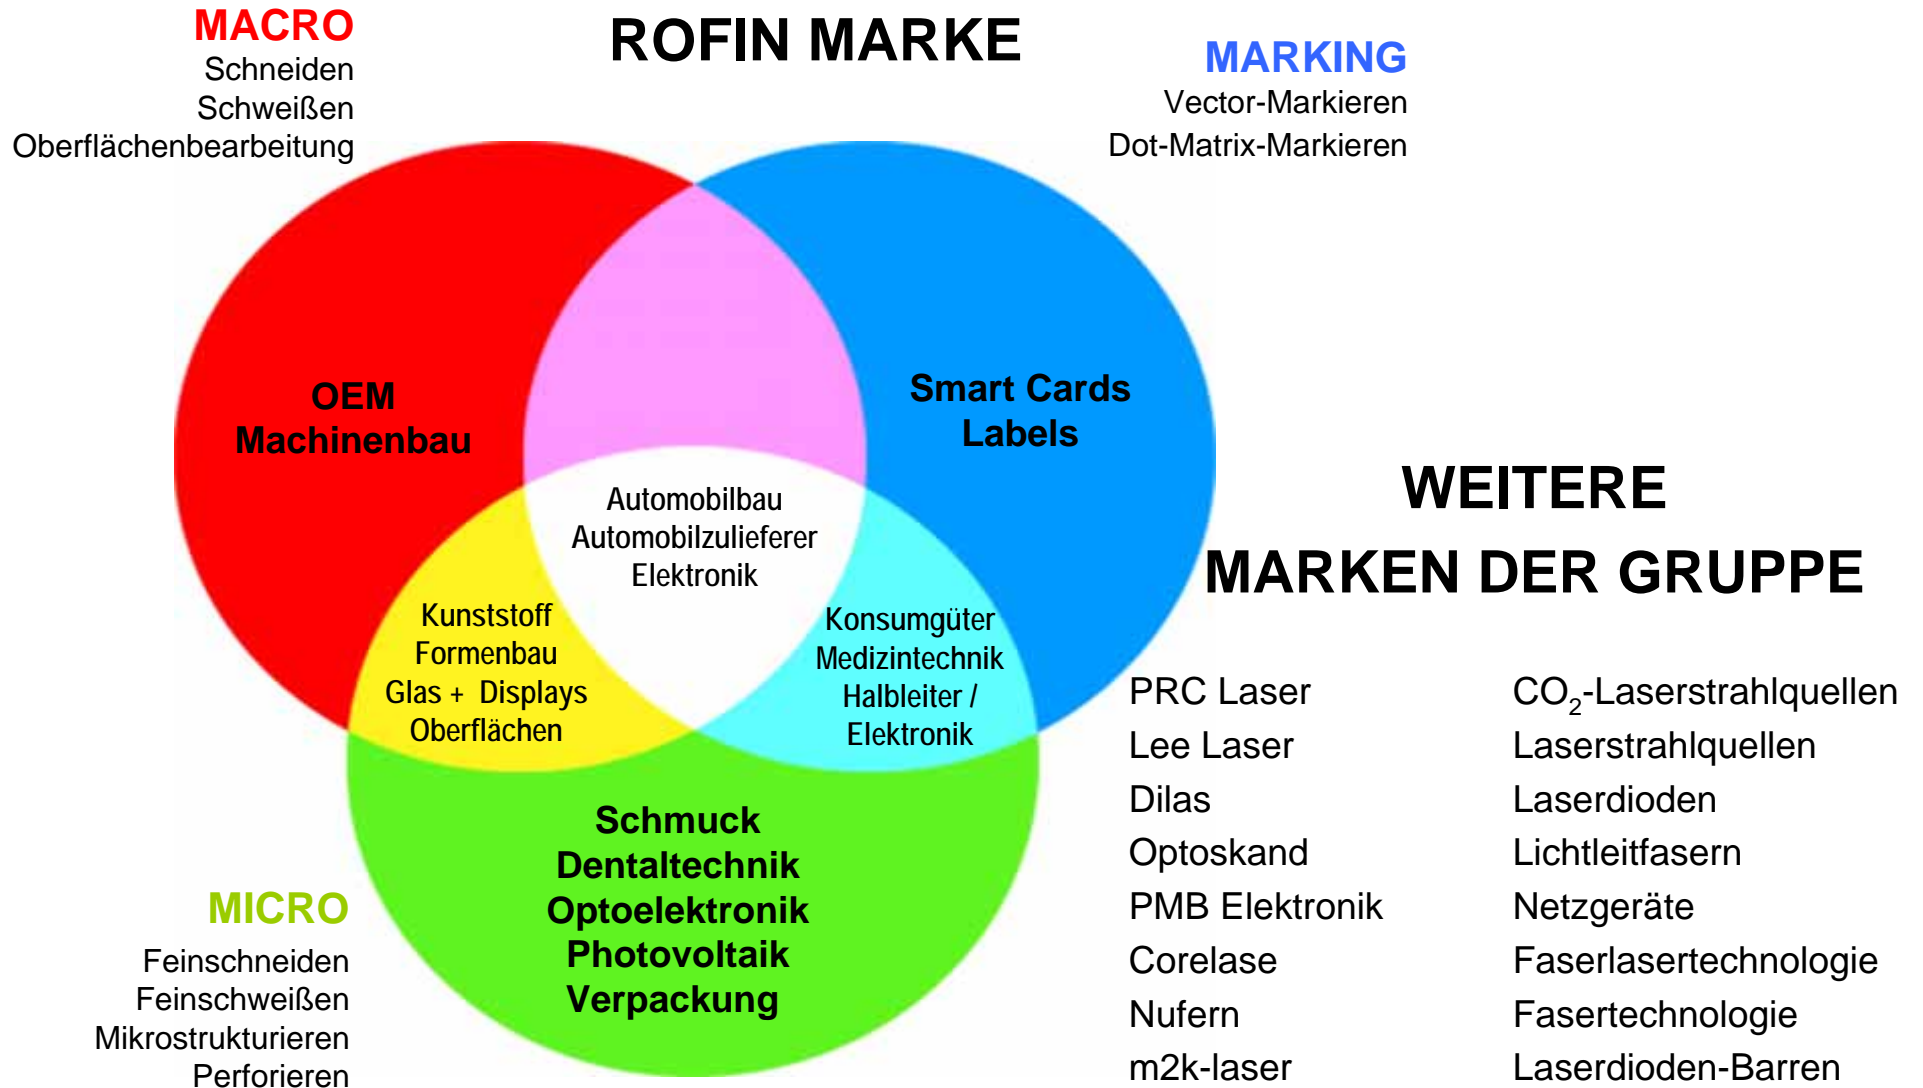 ROFIN MARKE
MACRO
Schneiden
Schweißen
Oberflächenbearbeitung
MARKING
Vector-Markieren
Dot-Matrix-Markieren
OEM
Machinenbau
Smart Cards
Labels
Automobilbau
Automobilzulieferer
Elektronik
Kunststoff
Formenbau
Glas + Displays
Oberflächen
Konsumgüter
Medizintechnik
Halbleiter /
Elektronik
Schmuck
Dentaltechnik
Optoelektronik
Photovoltaik
Verpackung
MICRO
Feinschneiden
Feinschweißen
Mikrostrukturieren
Perforieren
WEITERE
MARKEN DER GRUPPE
PRC Laser CO₂-Laserstrahlquellen
Lee Laser Laserstrahlquellen
Dilas Laserdioden
Optoskand Lichtleitfasern
PMB Elektronik Netzgeräte
Corelase Faserlasertechnologie
Nufern Fasertechnologie
m2k-laser Laserdioden-Barren